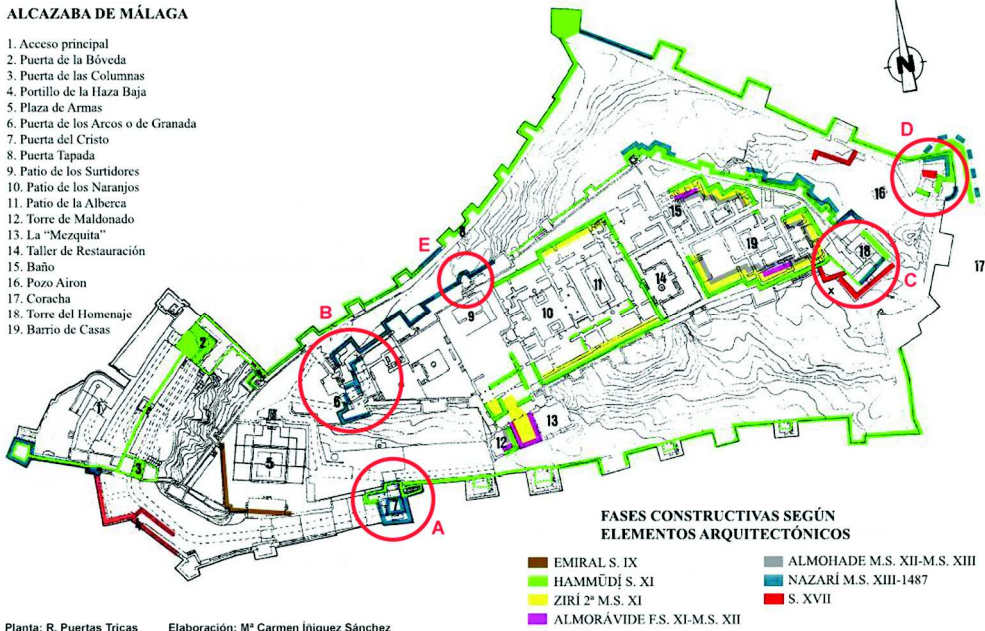 ALCAZABA DE MÁLAGA
1. Acceso principal
2. Puerta de la Bóveda
3. Puerta de las Columnas
4. Portillo de la Haza Baja
5. Plaza de Armas
6. Puerta de los Arcos o de Granada
7. Puerta del Cristo
8. Puerta Tapada
9. Patio de los Surtidores
10. Patio de los Naranjos
11. Patio de la Alberca
12. Torre de Maldonado
13. La “Mezquita”
14. Taller de Restauración
15. Baño
16. Pozo Airon
17. Coracha
18. Torre del Homenaje
19. Barrio de Casas
N
D
16
E
8
15
19
18
17
C
x
14
11
10
9
B
2
6
1
13
12
5
3
7
A
FASES CONSTRUCTIVAS SEGÚN
ELEMENTOS ARQUITECTÓNICOS
EMIRAL S. IX
HAMMŪDÍ S. XI
ZIRÍ 2ª M.S. XI
ALMORÁVIDE F.S. XI-M.S. XII
ALMOHADE M.S. XII-M.S. XIII
NAZARÍ M.S. XIII-1487
S. XVII
Planta: R. Puertas Tricas Elaboración: Mª Carmen Íñiguez Sánchez